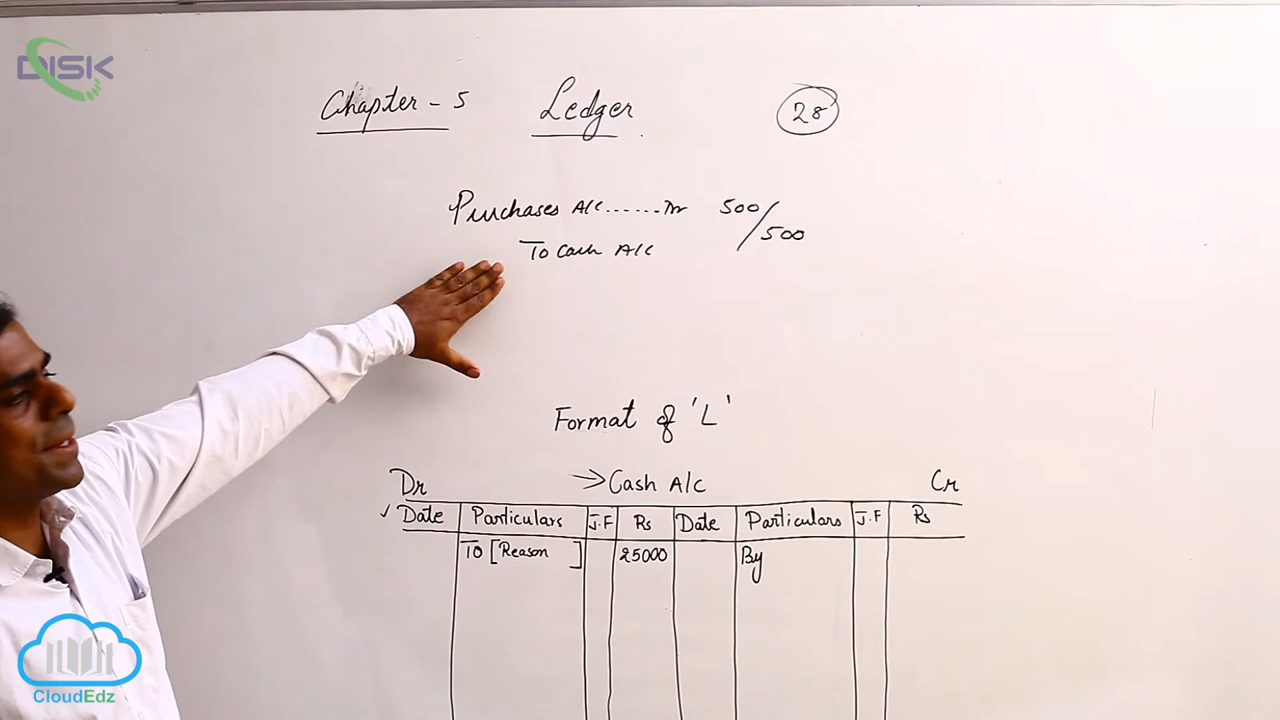 DISK
Chapter - 5 Ledger 28
Purchases A/c ...... Dr 500
To Cash A/c 500
Format of 'L'
Dr → Cash A/c Cr
✓ Date Particulars J.F Rs Date Particulars J.F Rs
To [Reason ] 25000 By
CloudEdz